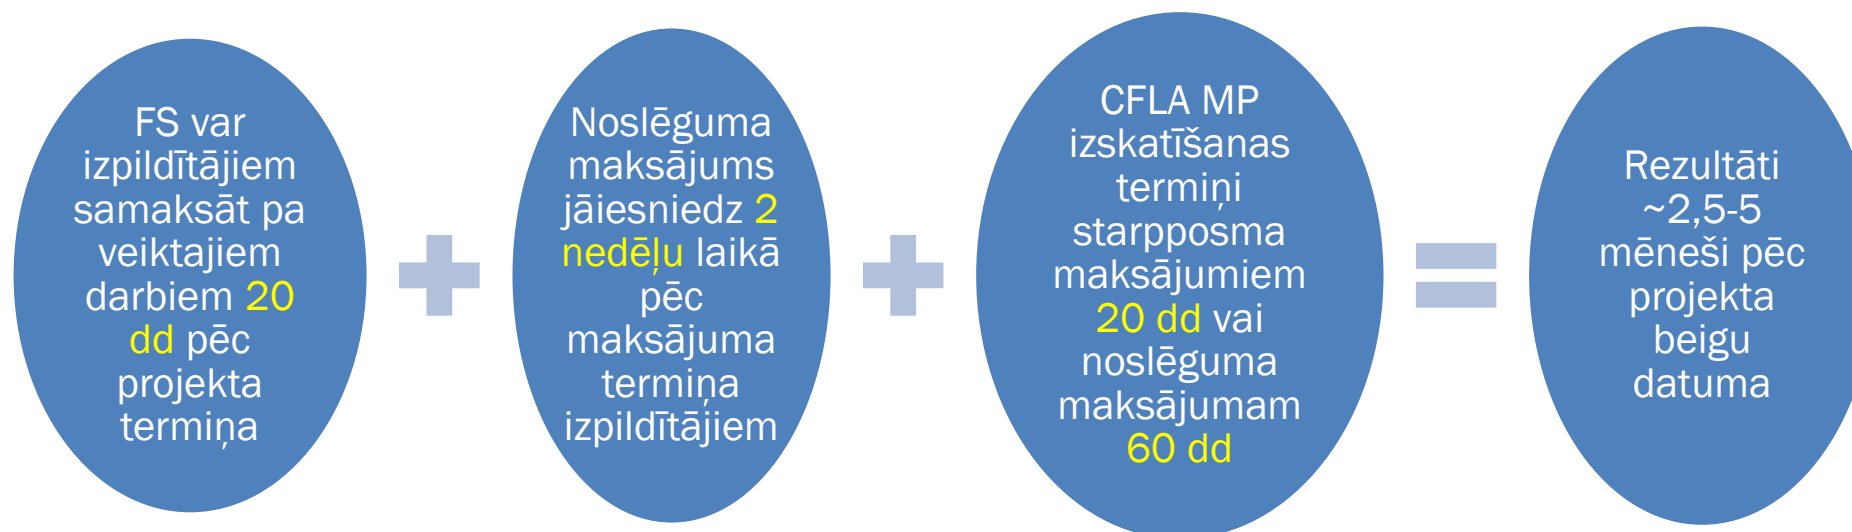 FS var
izpildītājiem
samaksāt pa
veiktajiem
darbiem 20
dd pēc
projekta
termiņa
Noslēguma
maksājums
jāiesniedz 2
nedēļu laikā
pēc
maksājuma
termiņa
izpildītājiem
CFLA MP
izskatīšanas
termiņi
starpposma
maksājumiem
20 dd vai
noslēguma
maksājumam
60 dd
Rezultāti
~2,5-5
mēneši pēc
projekta
beigu
datuma